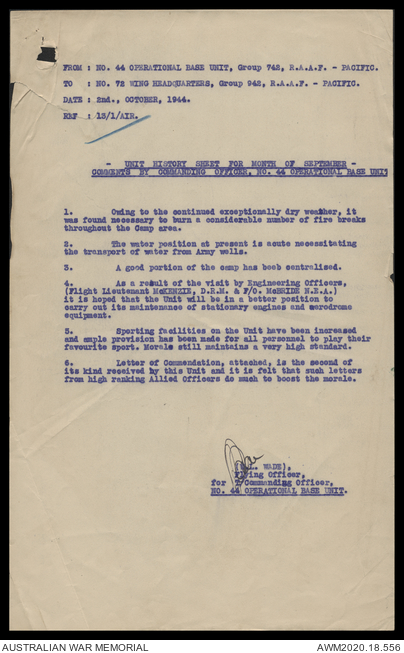 FROM : NO. 44 OPERATIONAL BASE UNIT, Group 742, R.A.A.F. - PACIFIC.
TO : NO. 72 WING HEADQUARTERS, Group 942, R.A.A.F. - PACIFIC.
DATE : 2nd., OCTOBER, 1944.
REF : 13/1/AIR.
- UNIT HISTORY SHEET FOR MONTH OF SEPTEMBER -
COMMENTS BY COMMANDING OFFICER, NO. 44 OPERATIONAL BASE UNIT
1. Owing to the continued exceptionally dry weather, it
was found necessary to burn a considerable number of fire breaks
throughout the Camp area.
2. The water position at present is acute necessitating
the transport of water from Army wells.
3. A good portion of the camp has beeb centralised.
4. As a result of the visit by Engineering Officers,
(Flight Lieutenant McKENZIE, D.R.M. & F/O. McBRIDE N.E.A.)
it is hoped that the Unit will be in a better position to
carry out its maintenance of stationary engines and aerodrome
equipment.
5. Sporting facilities on the Unit have been increased
and ample provision has been made for all personnel to play their
favourite sport. Morale still maintains a very high standard.
6. Letter of Commendation, attached, is the second of
its kind received by this Unit and it is felt that such letters
from high ranking Allied Officers do much to boost the morale.
WADE),
Flying Officer,
for T/Commanding Officer,
NO. 44 OPERATIONAL BASE UNIT.
AUSTRALIAN WAR MEMORIAL
AWM2020.18.556